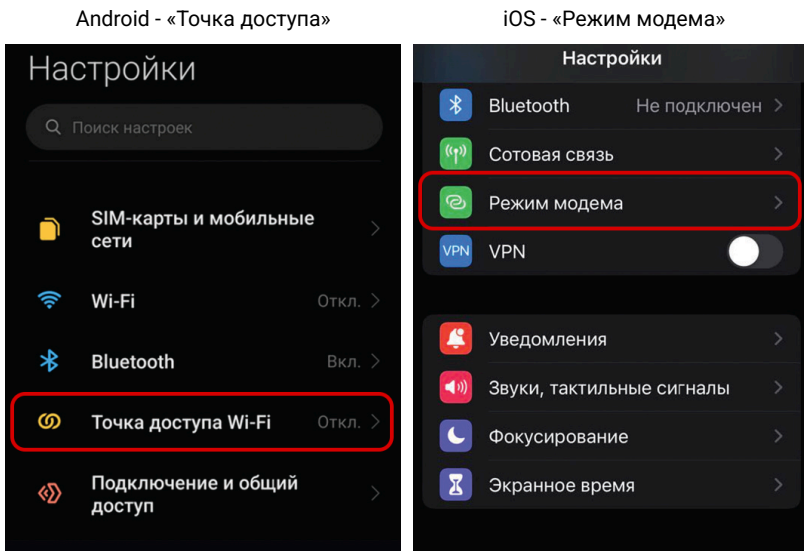 Android - «Точка доступа»
iOS - «Режим модема»
Настройки
Поиск настроек
SIM-карты и мобильные
сети
Wi-Fi Откл.
Bluetooth Вкл.
Точка доступа Wi-Fi Откл.
Подключение и общий
доступ
Настройки
Bluetooth Не подключен
Сотовая связь
Режим модема
VPN VPN
Уведомления
Звуки, тактильные сигналы
Фокусирование
Экранное время